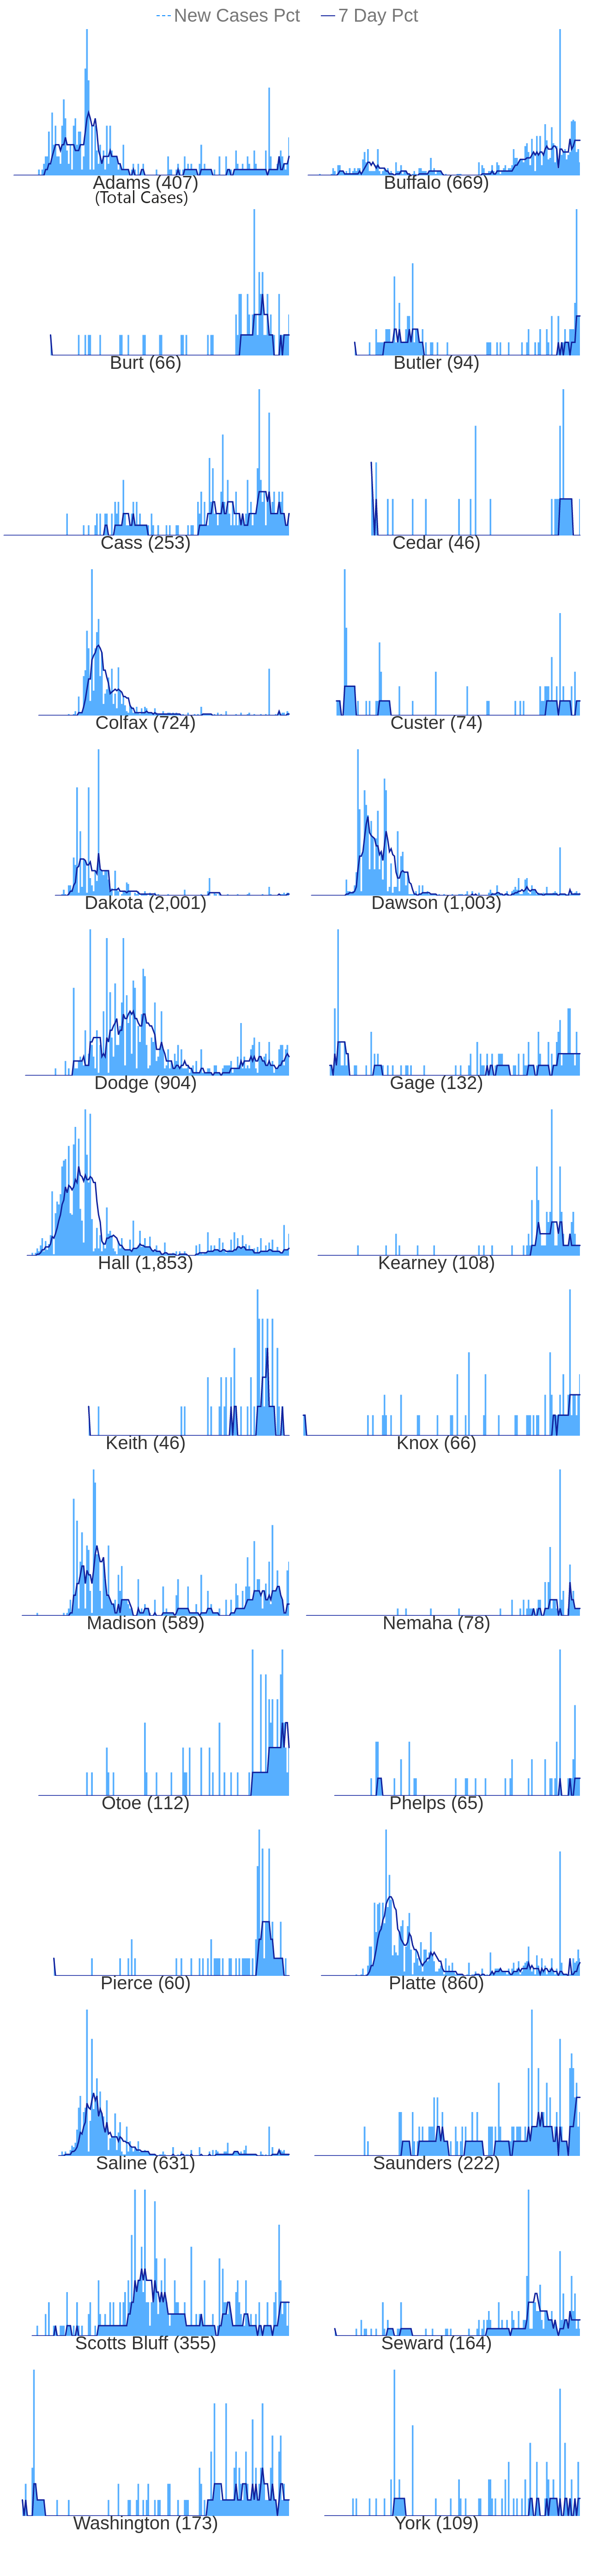 New Cases Pct 7 Day Pct
Adams (407) Buffalo (669)
(Total Cases)
Burt (66) Butler (94)
Cass (253) Cedar (46)
Colfax (724) Custer (74)
Dakota (2,001) Dawson (1,003)
Dodge (904) Gage (132)
Hall (1,853) Kearney (108)
Keith (46) Knox (66)
Madison (589) Nemaha (78)
Otoe (112) Phelps (65)
Pierce (60) Platte (860)
Saline (631) Saunders (222)
Scotts Bluff (355) Seward (164)
Washington (173) York (109)